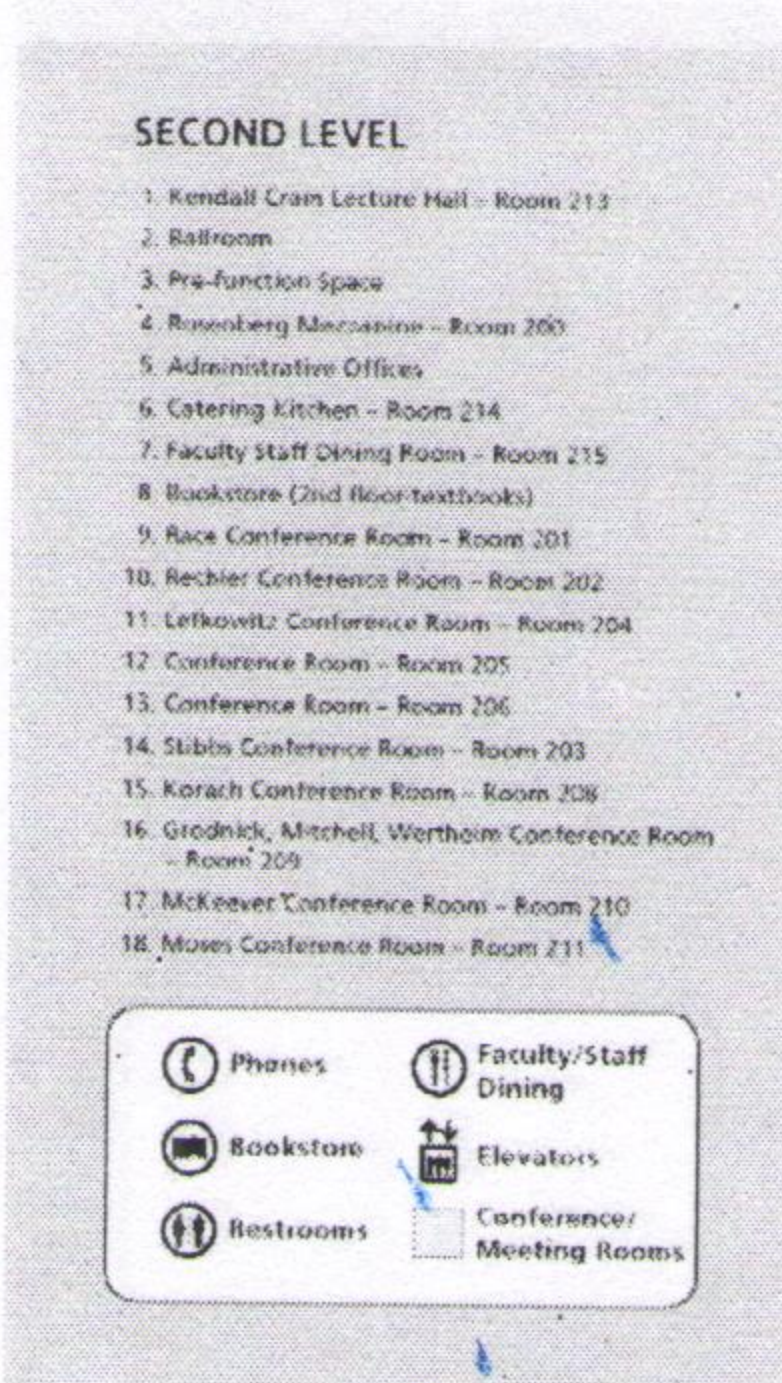 SECOND LEVEL
1. Kendall Cram Lecture Hall – Room 213
2. Ballroom
3. Pre-function Space
4. Rosenberg Mezzanine – Room 200
5. Administrative Offices
6. Catering Kitchen – Room 214
7. Faculty Staff Dining Room – Room 215
8. Bookstore (2nd floor-textbooks)
9. Race Conference Room – Room 201
10. Rechler Conference Room – Room 202
11. Lefkowitz Conference Room – Room 204
12. Conference Room – Room 205
13. Conference Room – Room 206
14. Stibbs Conference Room – Room 203
15. Korach Conference Room – Room 208
16. Grodnick, Mitchell, Wertheim Conference Room
– Room 209
17. McKeever Conference Room – Room 210
18. Moses Conference Room – Room 211
Phones
Faculty/Staff
Dining
Bookstore
Elevators
Restrooms
Conference/
Meeting Rooms